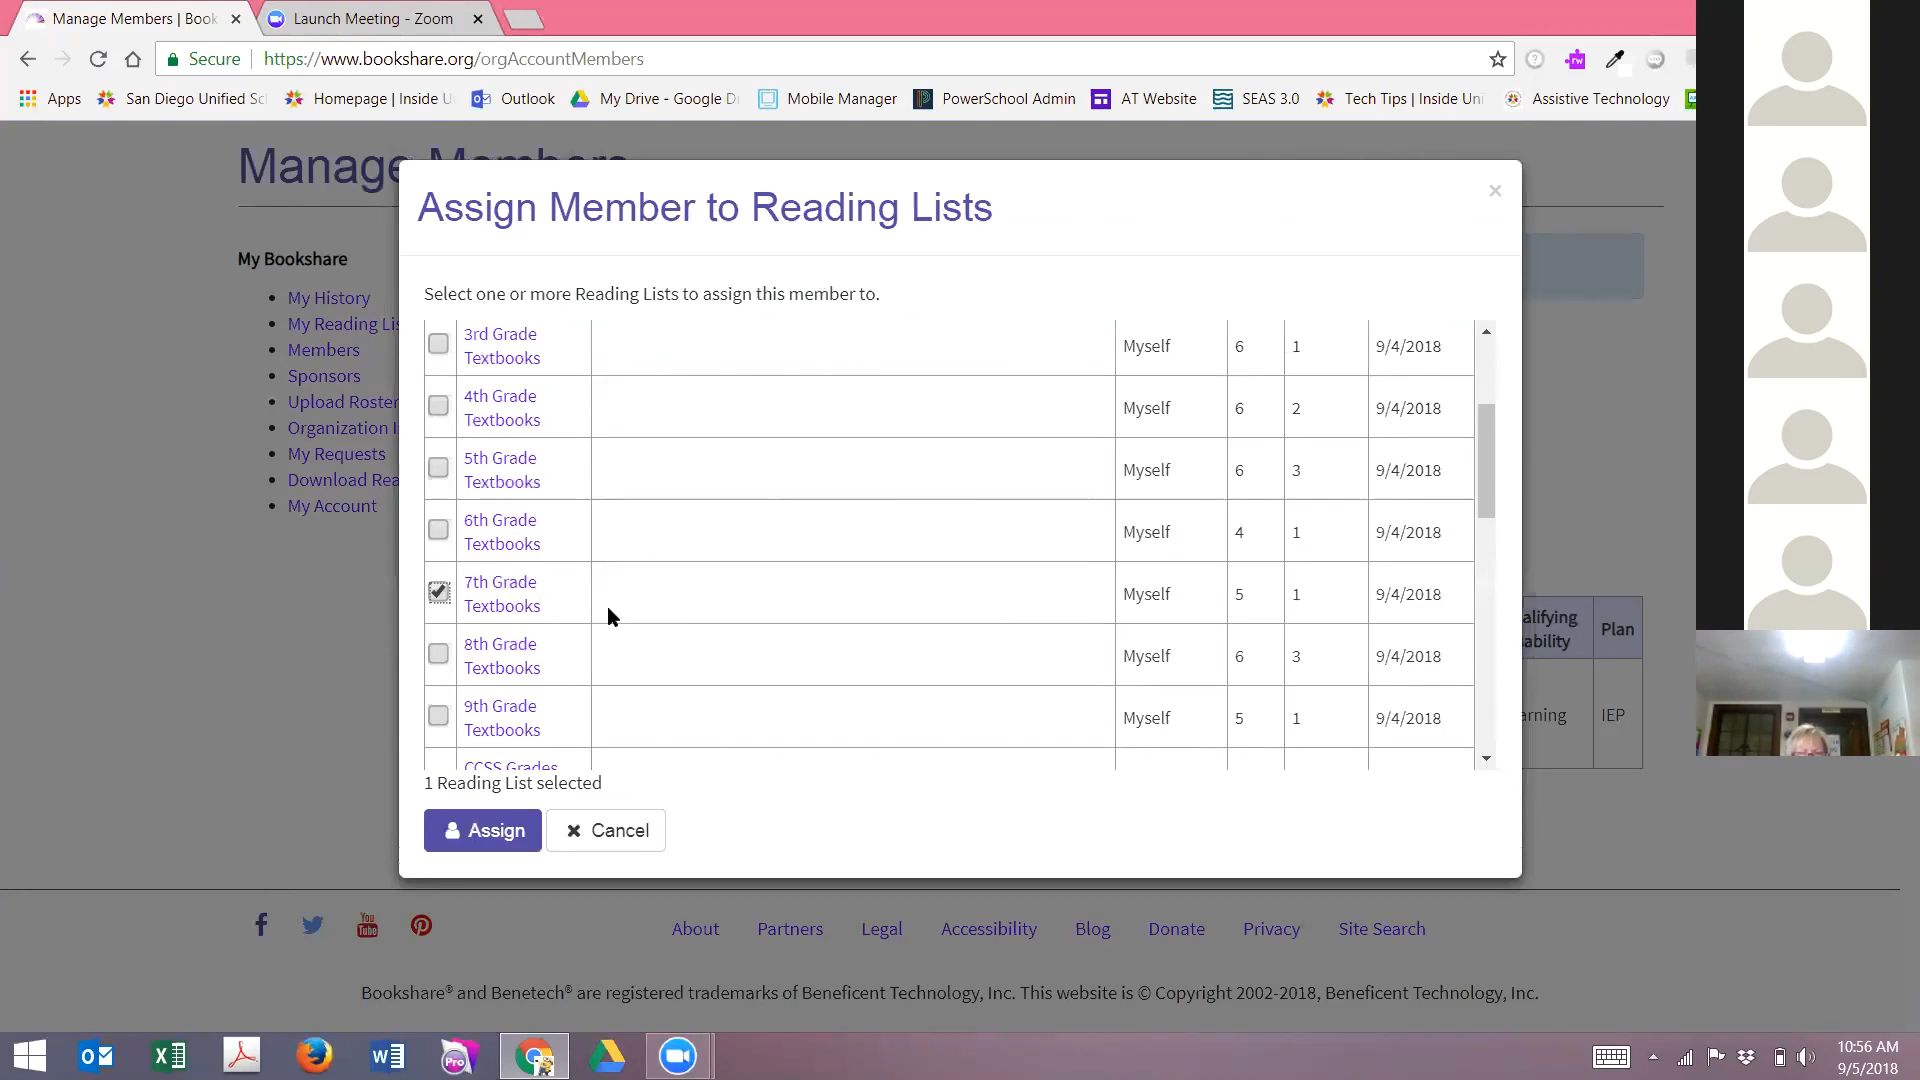 Manage Members | Book
Launch Meeting - Zoom
Secure
https://www.bookshare.org/orgAccountMembers
Apps
San Diego Unified Sc
Homepage | Inside U
Outlook
My Drive - Google D
Mobile Manager
PowerSchool Admin
AT Website
SEAS 3.0
Tech Tips | Inside Uni
Assistive Technology
Manage Members
My Bookshare
My History
My Reading Lis
Members
Sponsors
Upload Roster
Organization I
My Requests
Download Rea
My Account
Assign Member to Reading Lists
Select one or more Reading Lists to assign this member to.
3rd Grade
Textbooks
Myself
6
1
9/4/2018
4th Grade
Textbooks
Myself
6
2
9/4/2018
5th Grade
Textbooks
Myself
6
3
9/4/2018
6th Grade
Textbooks
Myself
4
1
9/4/2018
7th Grade
Textbooks
Myself
5
1
9/4/2018
8th Grade
Textbooks
Myself
6
3
9/4/2018
9th Grade
Textbooks
Myself
5
1
9/4/2018
CCSS Grades
1 Reading List selected
Assign
Cancel
alifying
ability
Plan
arning
IEP
You
Tube
About
Partners
Legal
Accessibility
Blog
Donate
Privacy
Site Search
Bookshare® and Benetech® are registered trademarks of Beneficent Technology, Inc. This website is © Copyright 2002-2018, Beneficent Technology, Inc.
Pro
10:56 AM
9/5/2018